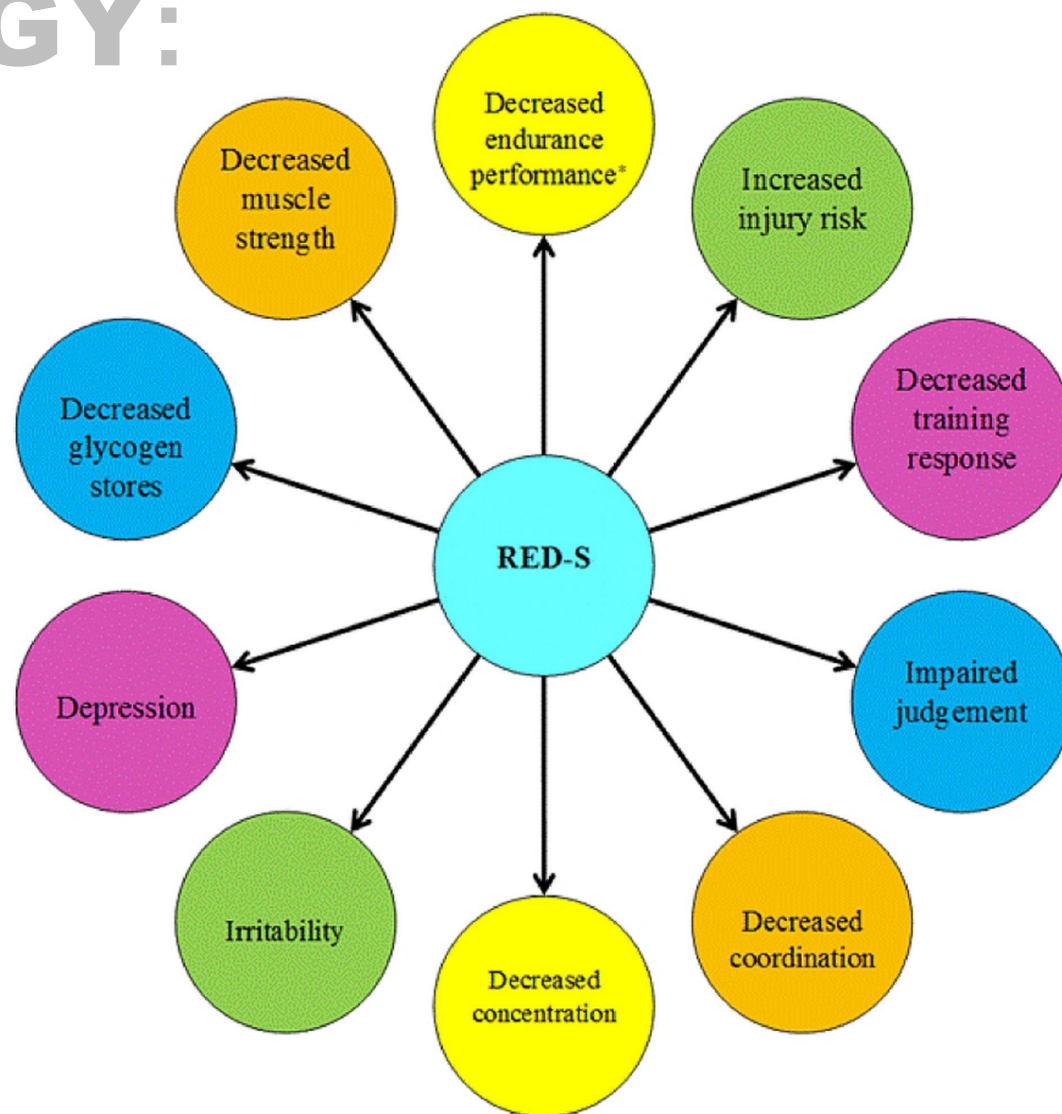 GY:
Decreased
endurance
performance*
Increased
injury risk
Decreased
training
response
Impaired
judgement
Decreased
coordination
Decreased
concentration
Irritability
Depression
Decreased
glycogen
stores
Decreased
muscle
strength
RED-S